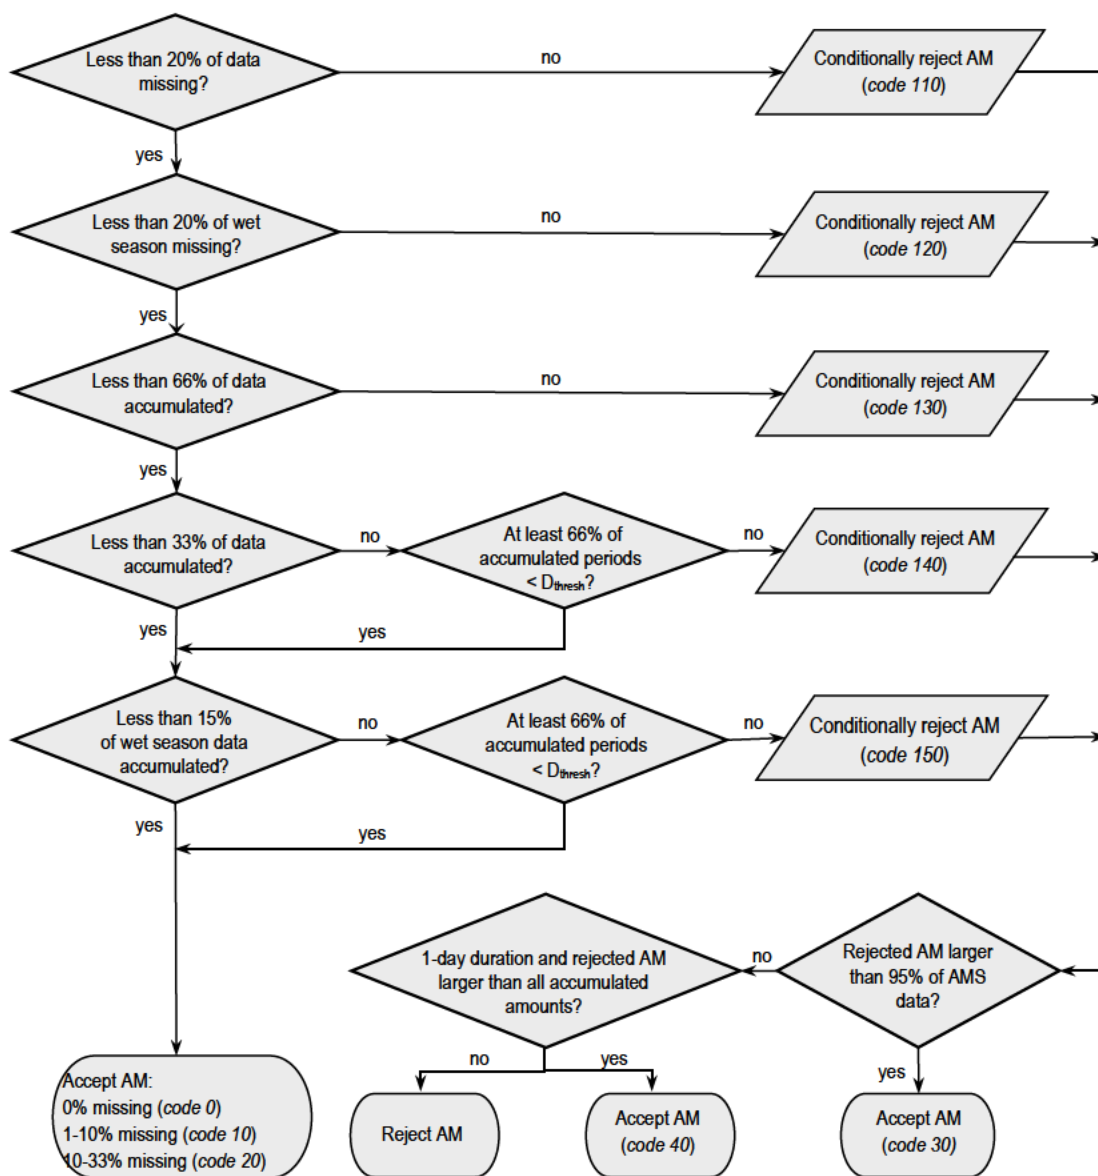 Less than 20% of data
missing?
no
Conditionally reject AM
(code 110)
yes
Less than 20% of wet
season missing?
no
Conditionally reject AM
(code 120)
yes
Less than 66% of data
accumulated?
no
Conditionally reject AM
(code 130)
yes
Less than 33% of data
accumulated?
no
At least 66% of
accumulated periods
< Dthresh?
no
Conditionally reject AM
(code 140)
yes
yes
Less than 15%
of wet season data
accumulated?
no
At least 66% of
accumulated periods
< Dthresh?
no
Conditionally reject AM
(code 150)
yes
yes
1-day duration and rejected AM
larger than all accumulated
amounts?
no
Rejected AM larger
than 95% of AMS
data?
no
yes
yes
Accept AM:
0% missing (code 0)
1-10% missing (code 10)
10-33% missing (code 20)
Reject AM
Accept AM
(code 40)
Accept AM
(code 30)